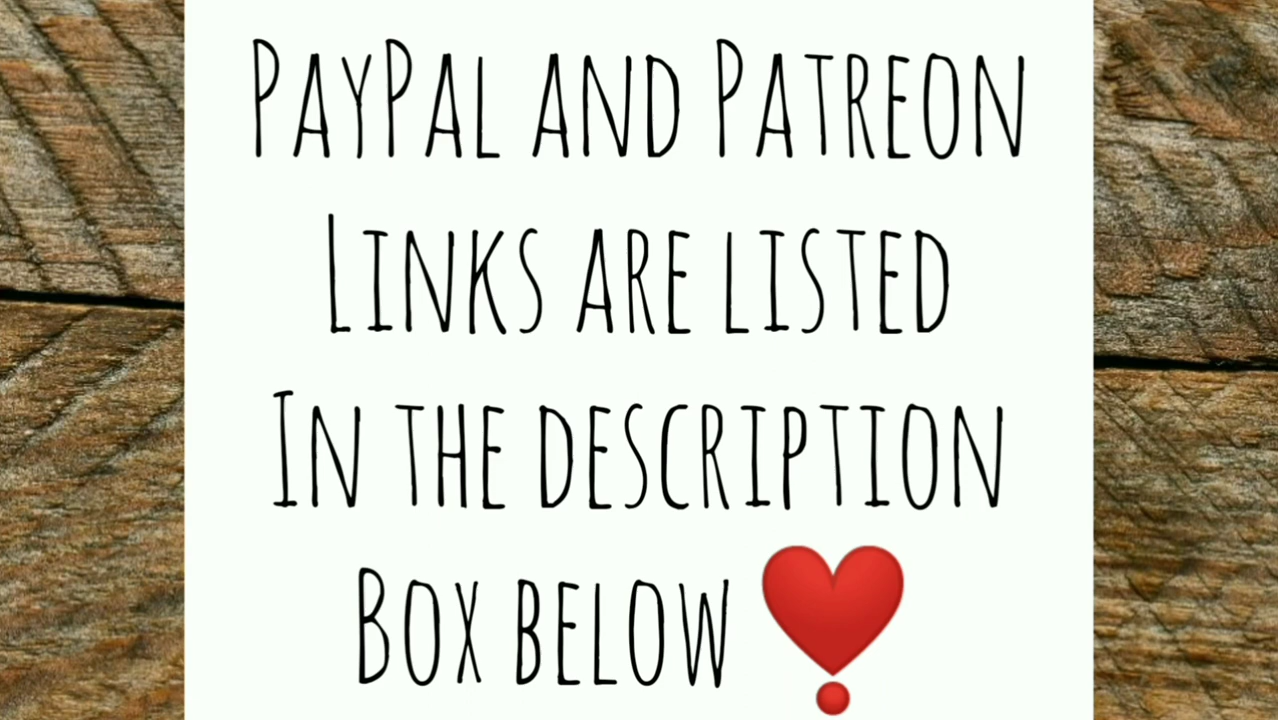 PayPal and Patreon
Links are listed
In the description
Box below ❣